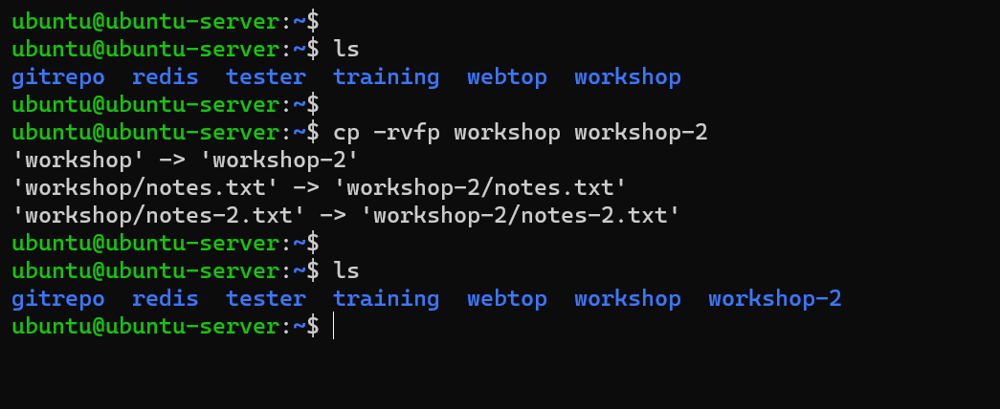 ubuntu@ubuntu-server:~$
ubuntu@ubuntu-server:~$ ls
gitrepo  redis  tester  training  webtop  workshop
ubuntu@ubuntu-server:~$
ubuntu@ubuntu-server:~$ cp -rvfp workshop workshop-2
'workshop' -> 'workshop-2'
'workshop/notes.txt' -> 'workshop-2/notes.txt'
'workshop/notes-2.txt' -> 'workshop-2/notes-2.txt'
ubuntu@ubuntu-server:~$
ubuntu@ubuntu-server:~$ ls
gitrepo  redis  tester  training  webtop  workshop  workshop-2
ubuntu@ubuntu-server:~$